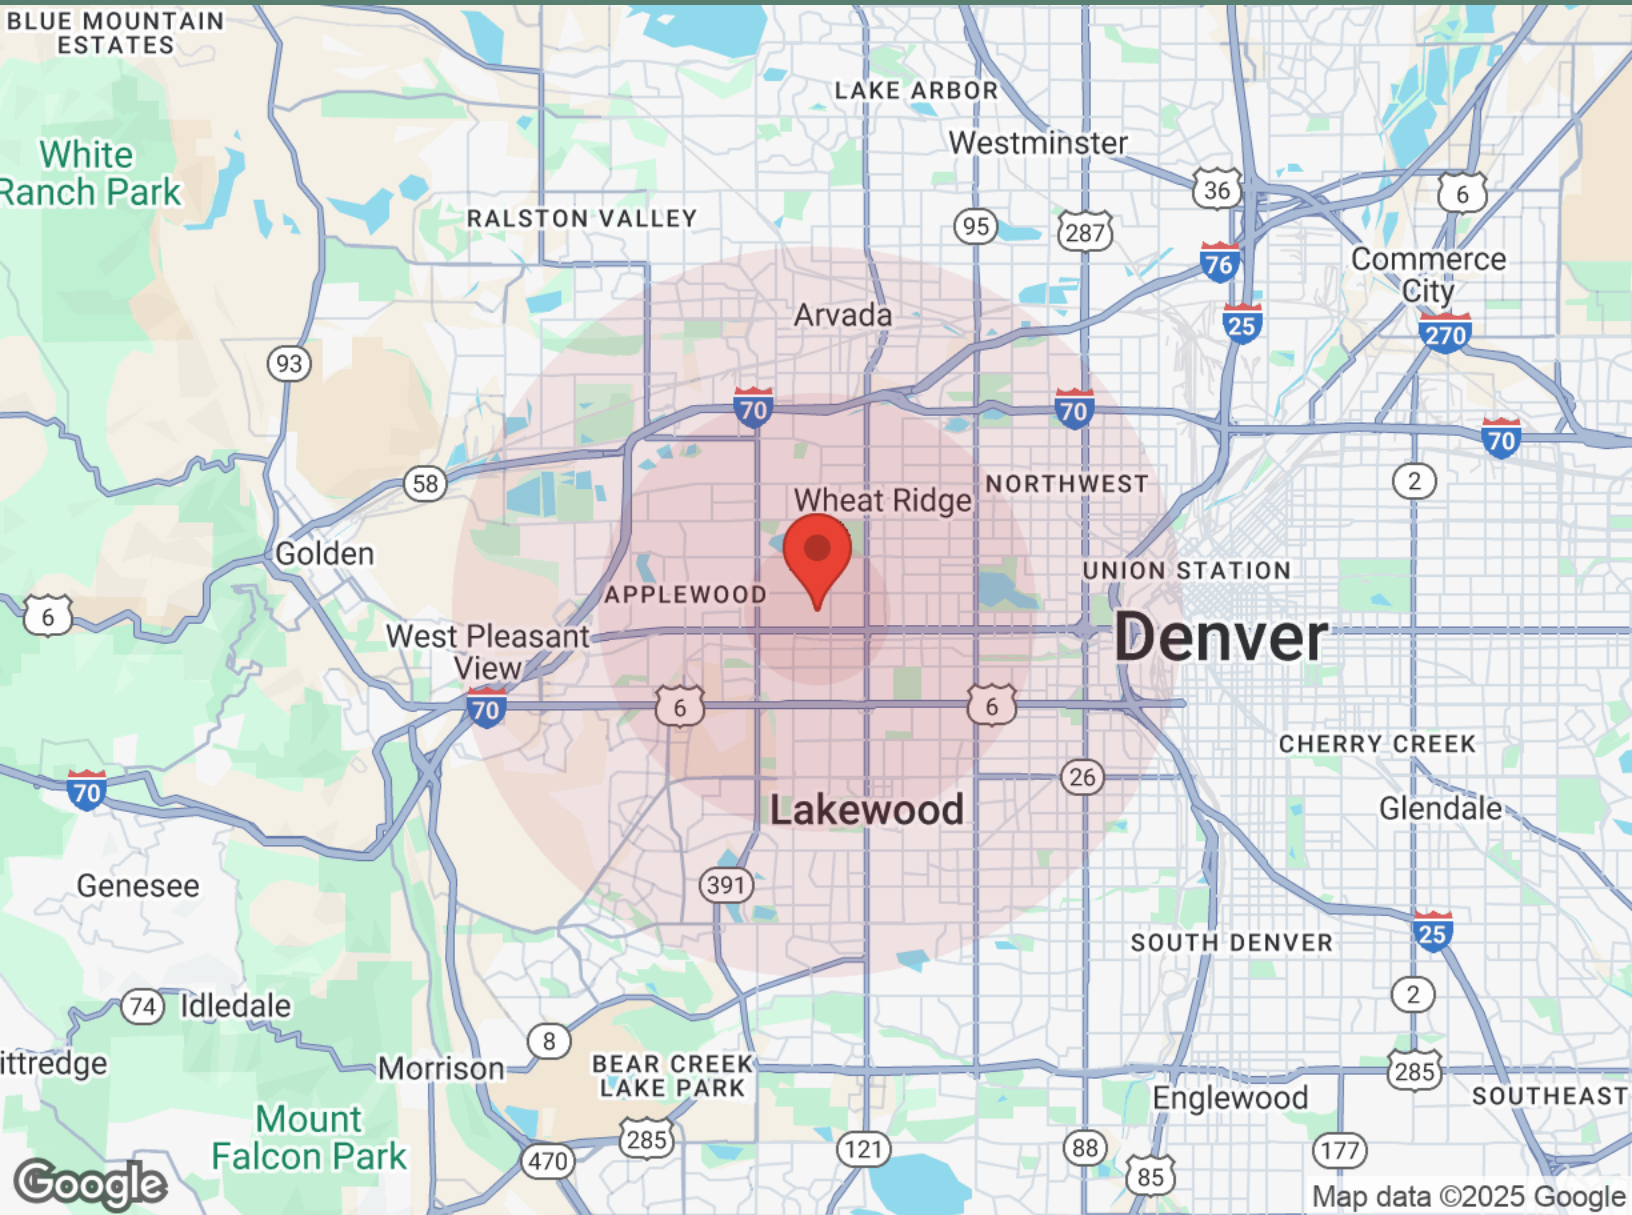 BLUE MOUNTAIN
ESTATES
LAKE ARBOR
Westminster
White
Ranch Park
36
6
RALSTON VALLEY
95
287
76
Commerce
City
Arvada
25
270
93
70
70
70
58
NORTHWEST
2
Wheat Ridge
Golden
UNION STATION
APPLEWOOD
6
West Pleasant
View
Denver
70
6
6
CHERRY CREEK
26
70
Lakewood
Glendale
391
Genesee
25
SOUTH DENVER
74
Idledale
2
8
ittredge
Morrison
BEAR CREEK
LAKE PARK
285
Englewood
SOUTHEAST
Mount
Falcon Park
285
121
88
177
470
85
Google
Map data ©2025 Google